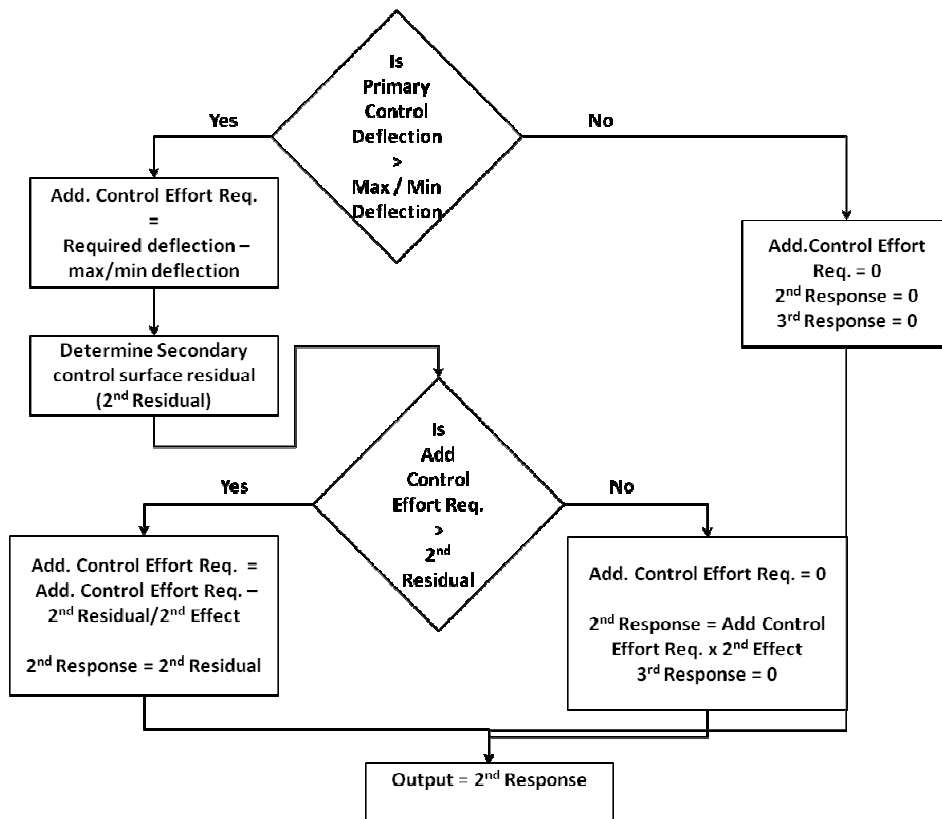 Is
Primary
Control
Deflection
>
Max / Min
Deflection
Yes
No
Add. Control Effort Req.
=
Required deflection –
max/min deflection
Add.Control Effort
Req. = 0
2nd Response = 0
3rd Response = 0
Determine Secondary
control surface residual
(2nd Residual)
Is
Add
Control
Effort Req.
>
2nd
Residual
Yes
No
Add. Control Effort Req. =
Add. Control Effort Req. –
2nd Residual/2nd Effect
2nd Response = 2nd Residual
Add. Control Effort Req. = 0
2nd Response = Add Control
Effort Req. x 2nd Effect
3rd Response = 0
Output = 2nd Response